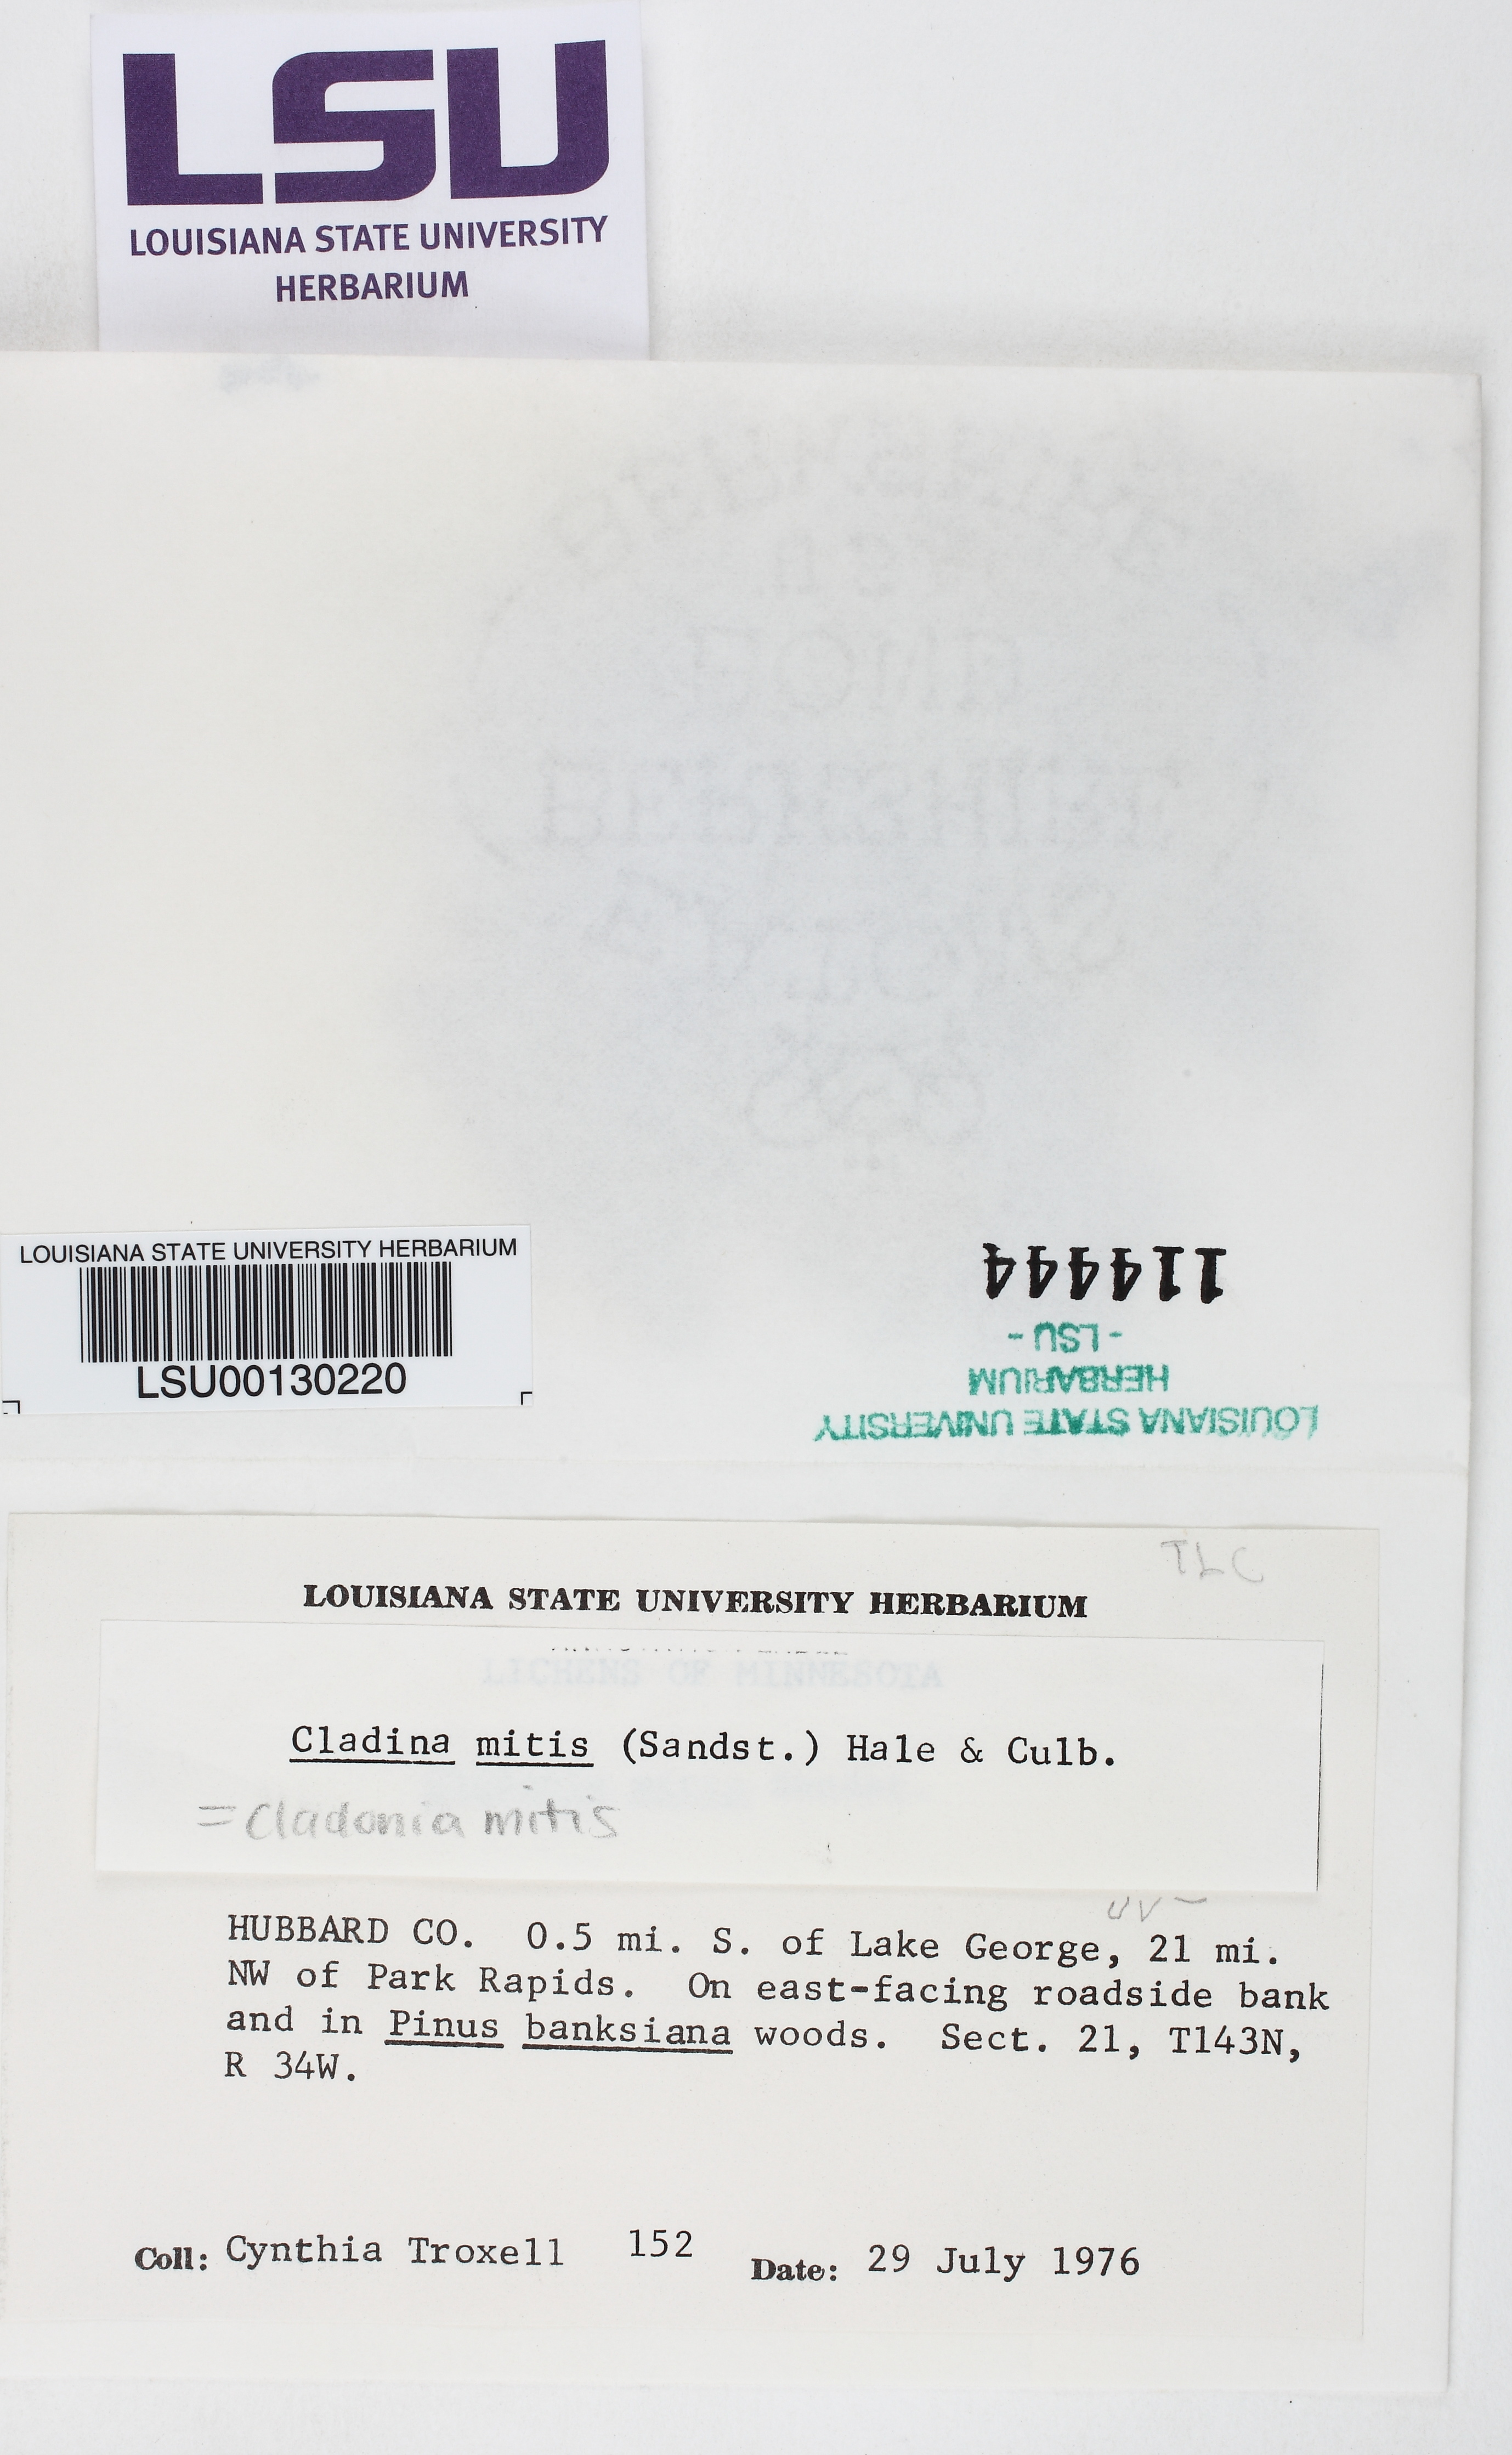 LSU
LOUISIANA STATE UNIVERSITY
HERBARIUM
LOUISIANA STATE UNIVERSITY HERBARIUM
LSU00130220
114444
- LSU -
HERBARIUM
LOUISIANA STATE UNIVERSITY
TLC
LOUISIANA STATE UNIVERSITY HERBARIUM
LICHENS OF MINNESOTA
Cladina mitis (Sandst.) Hale & Culb.
= Cladonia mitis
UV -
HUBBARD CO. 0.5 mi. S. of Lake George, 21 mi.
NW of Park Rapids. On east-facing roadside bank
and in Pinus banksiana woods. Sect. 21, T143N,
R 34W.
Coll: Cynthia Troxell 152 Date: 29 July 1976